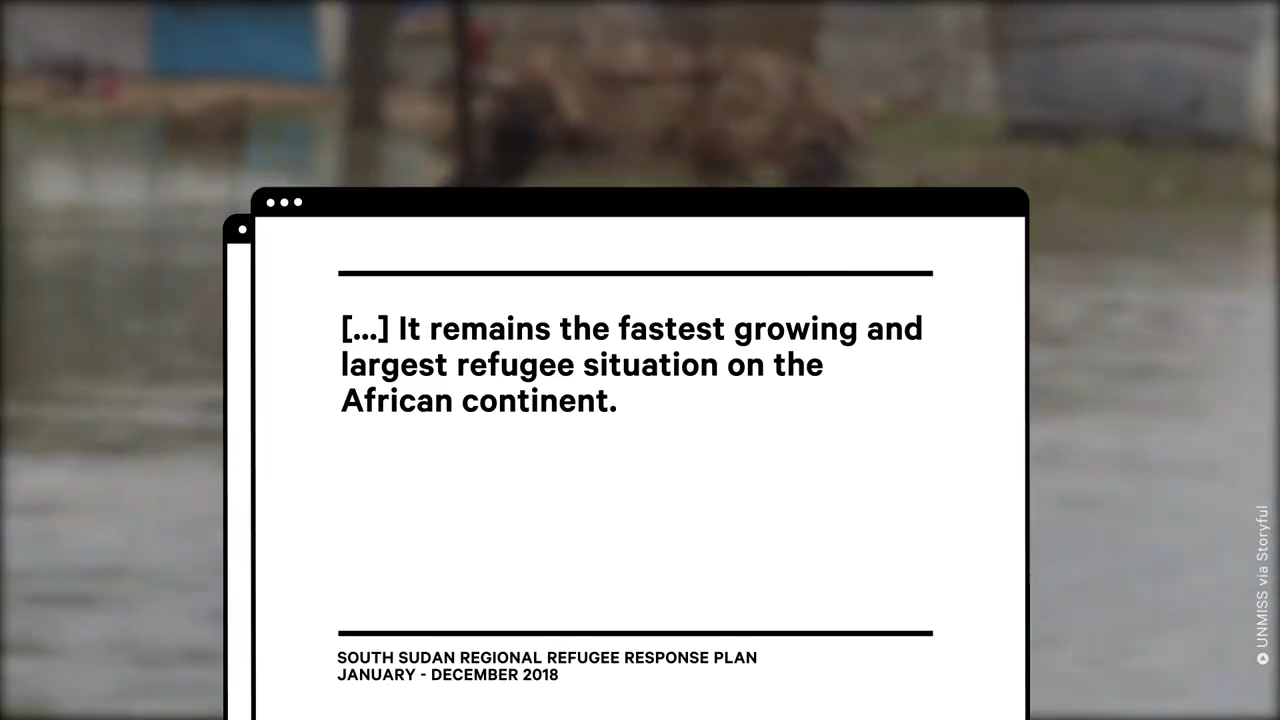 [...] It remains the fastest growing and
largest refugee situation on the
African continent.
SOUTH SUDAN REGIONAL REFUGEE RESPONSE PLAN
JANUARY - DECEMBER 2018
UNMISS via Storyful